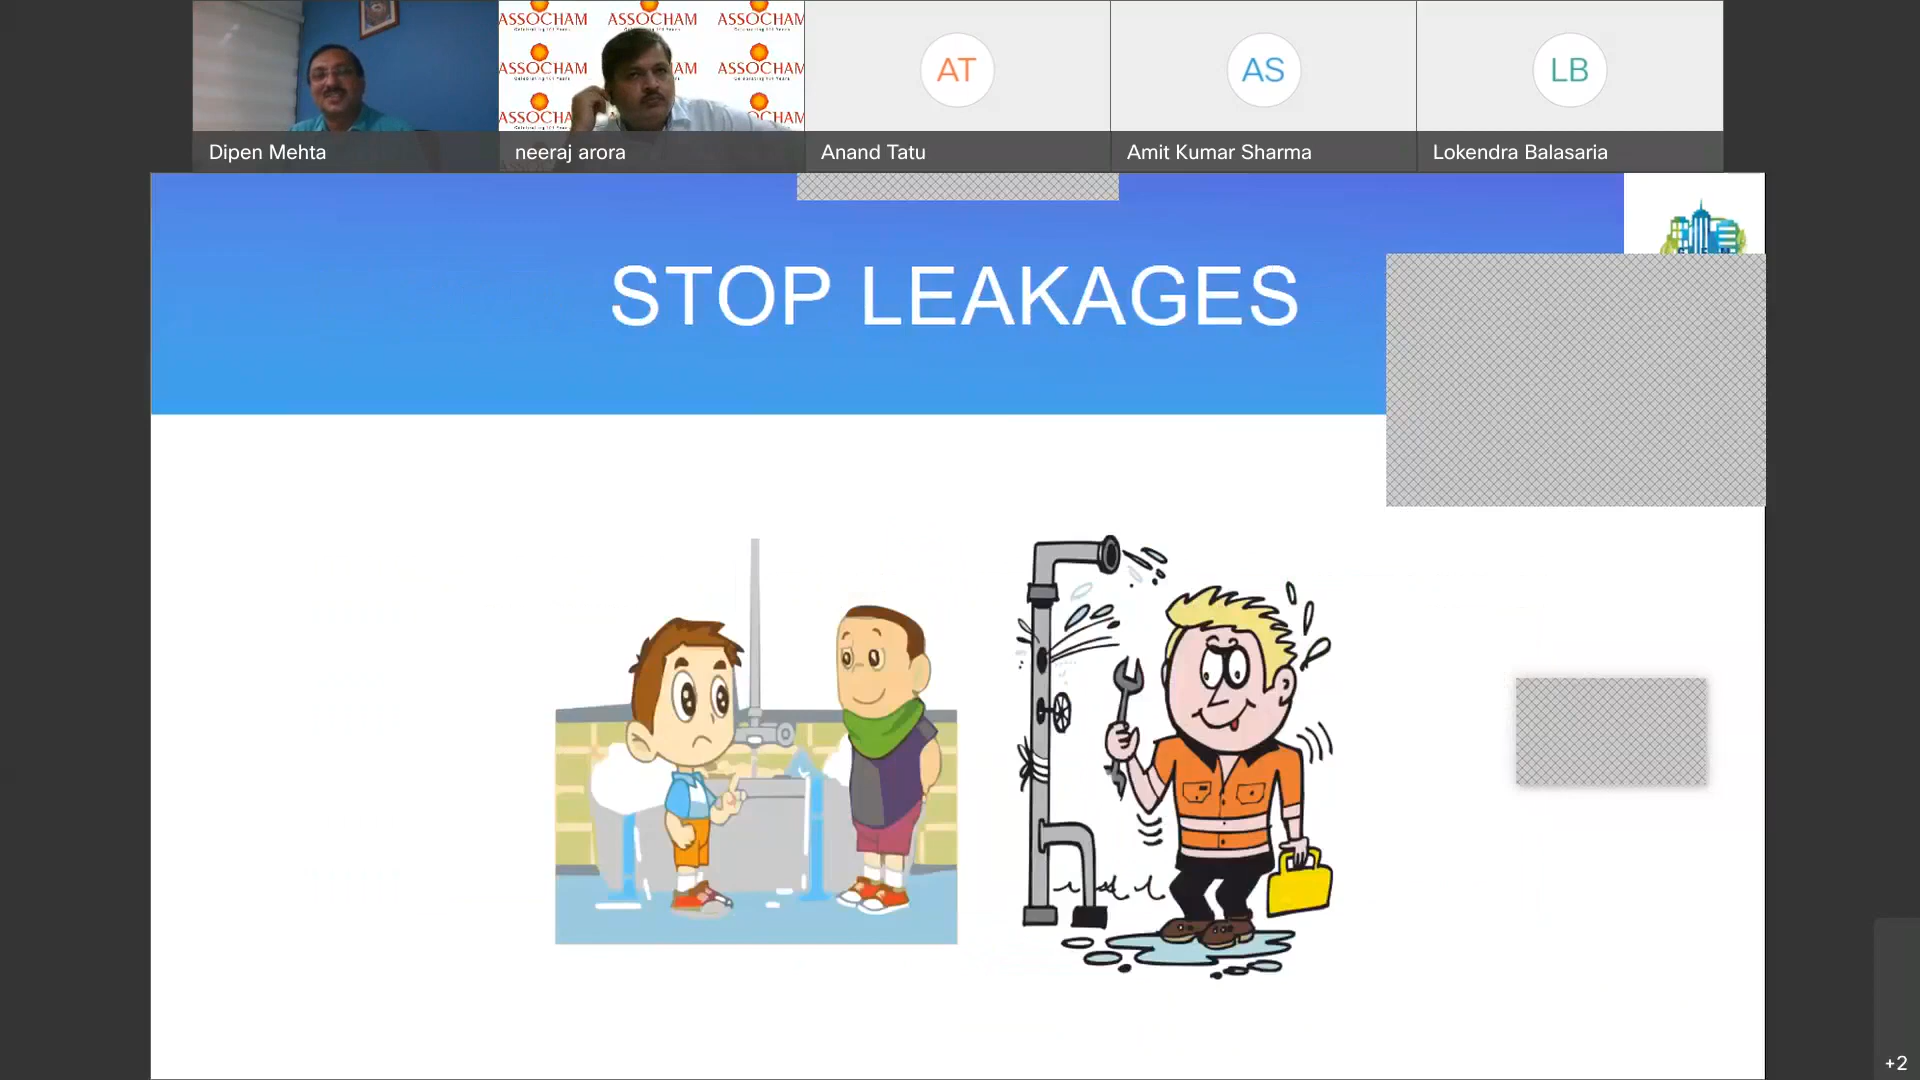 ASSOCHAM ASSOCHAM ASSOCHAM
ASSOCHAM ASSOCHAM
AT
AS
LB
Dipen Mehta
neeraj arora
Anand Tatu
Amit Kumar Sharma
Lokendra Balasaria
STOP LEAKAGES
+2